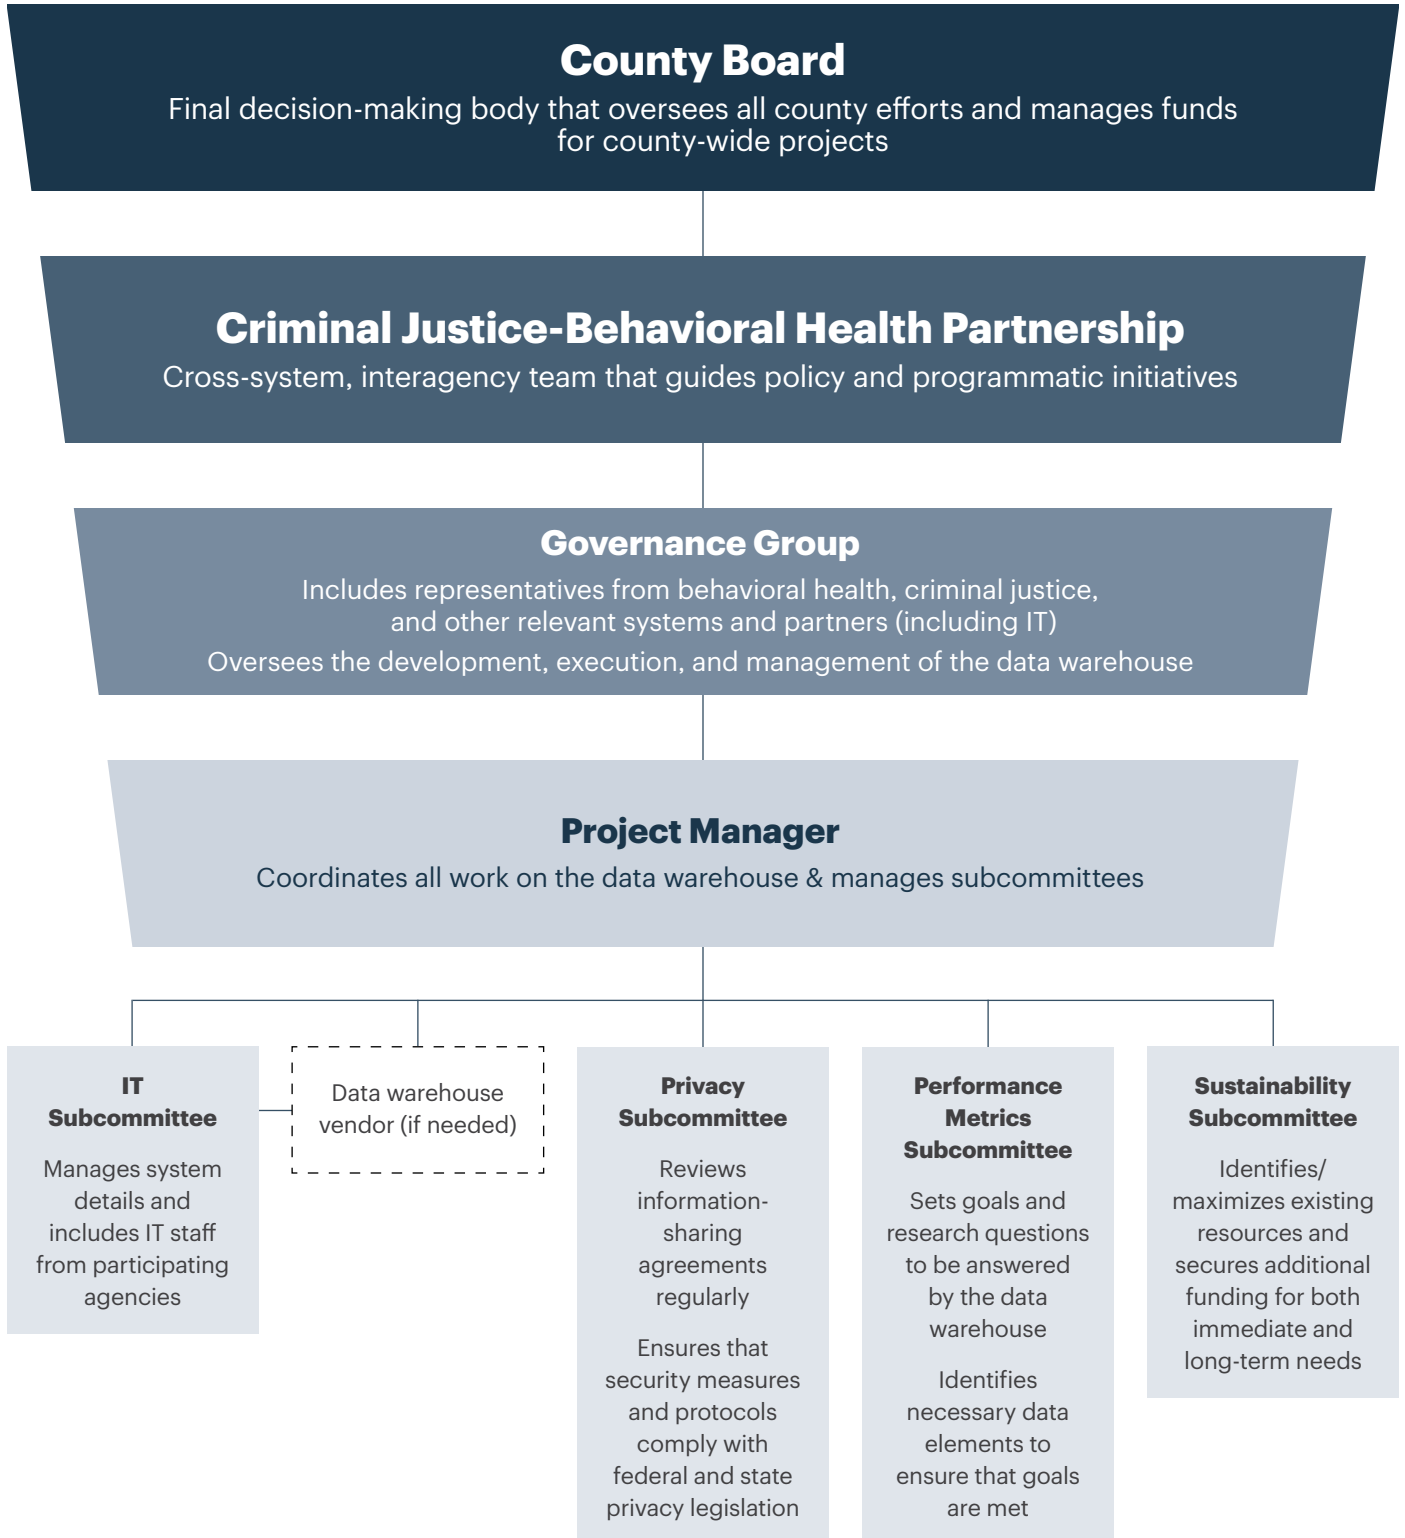 County Board
Final decision-making body that oversees all county efforts and manages funds
for county-wide projects
Criminal Justice-Behavioral Health Partnership
Cross-system, interagency team that guides policy and programmatic initiatives
Governance Group
Includes representatives from behavioral health, criminal justice,
and other relevant systems and partners (including IT)
Oversees the development, execution, and management of the data warehouse
Project Manager
Coordinates all work on the data warehouse & manages subcommittees
IT
Subcommittee
Manages system
details and
includes IT staff
from participating
agencies
Data warehouse
vendor (if needed)
Privacy
Subcommittee
Reviews
information-
sharing
agreements
regularly
Ensures that
security measures
and protocols
comply with
federal and state
privacy legislation
Performance
Metrics
Subcommittee
Sets goals and
research questions
to be answered
by the data
warehouse
Identifies
necessary data
elements to
ensure that goals
are met
Sustainability
Subcommittee
Identifies/
maximizes existing
resources and
secures additional
funding for both
immediate and
long-term needs